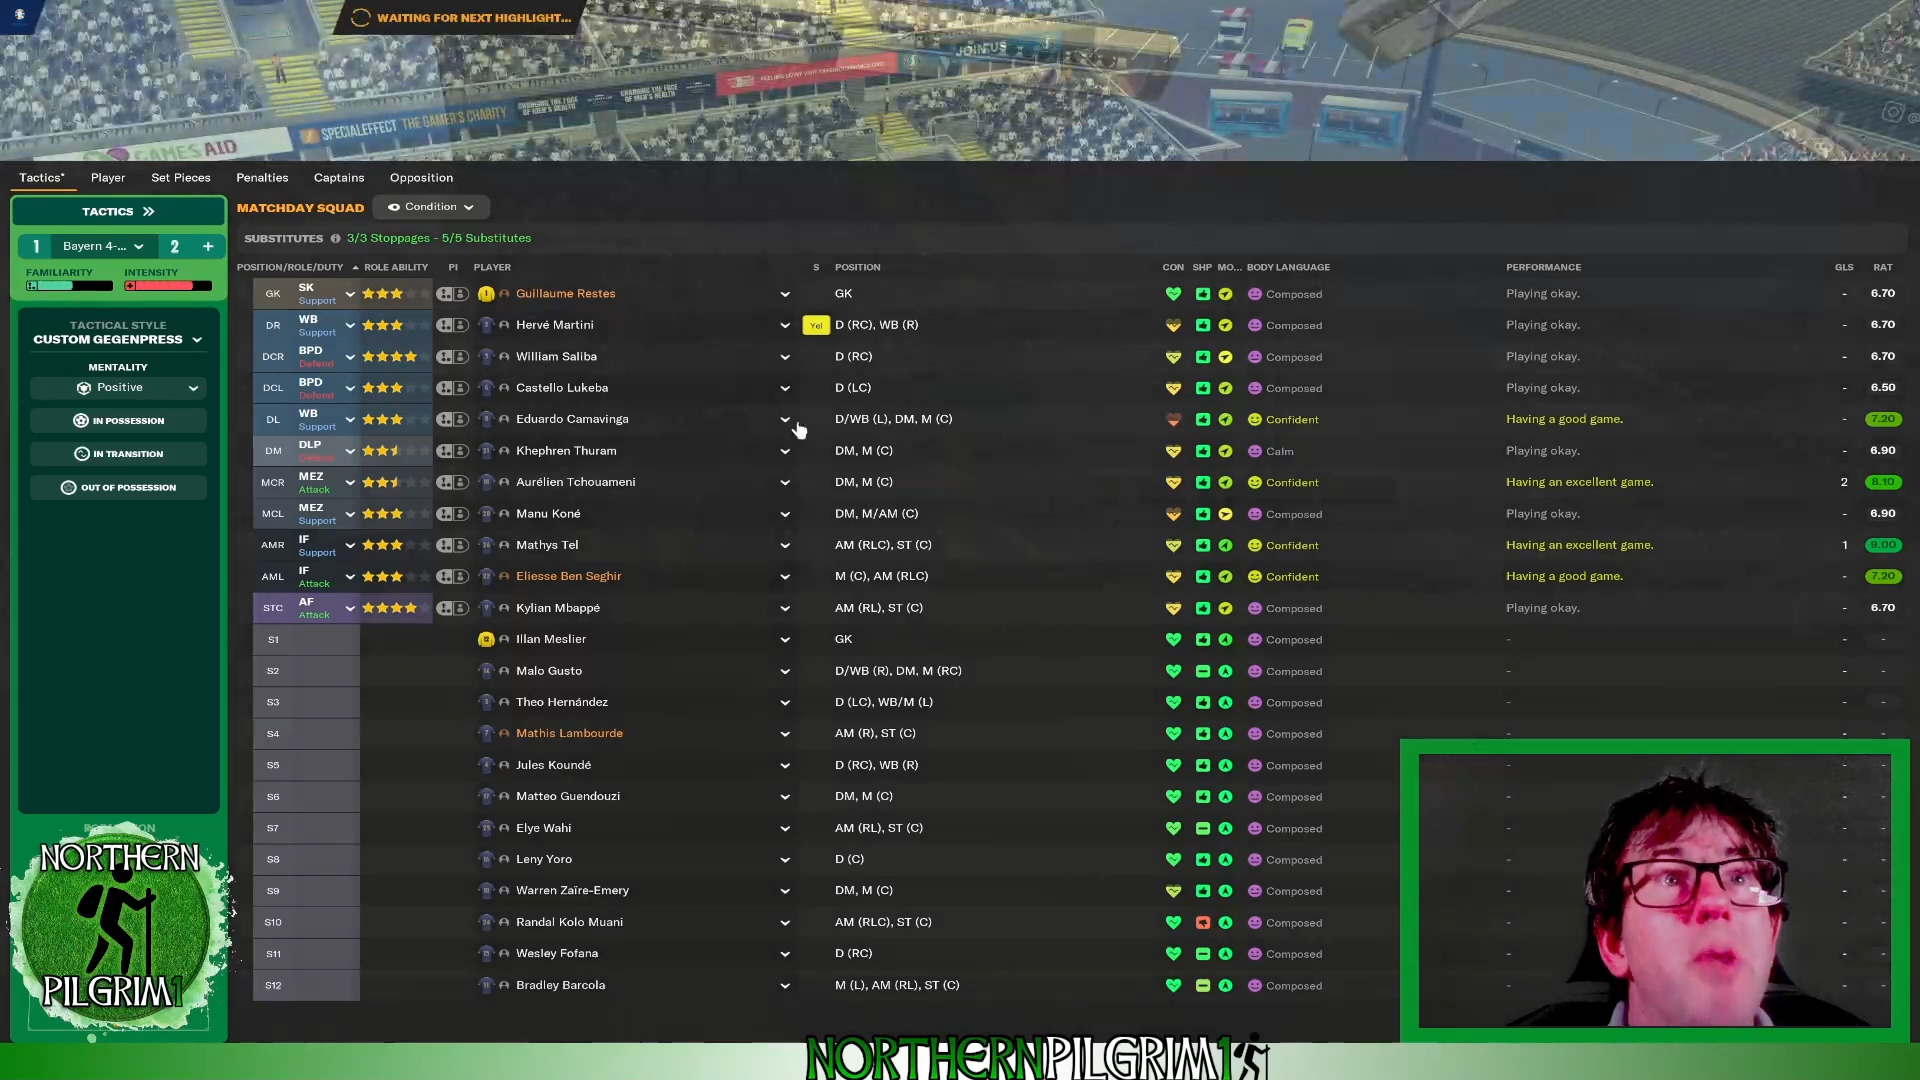 WAITING FOR NEXT HIGHLIGHT...
JOIN US
CHANGING THE FACE OF MEN'S HEALTH
SPECIALEFFECT THE GAMER'S CHARITY
GAMES AID
Tactics* Player Set Pieces Penalties Captains Opposition
TACTICS
MATCHDAY SQUAD Condition
1 Bayern 4-... 2 +
SUBSTITUTES 3/3 Stoppages - 5/5 Substitutes
FAMILIARITY INTENSITY
POSITION/ROLE/DUTY ROLE ABILITY PI PLAYER S POSITION CON SHP MO... BODY LANGUAGE PERFORMANCE GLS RAT
GK SK Support Guillaume Restes GK Composed Playing okay. - 6.70
DR WB Support Hervé Martini Yel D (RC), WB (R) Composed Playing okay. - 6.70
DCR BPD Defend William Saliba D (RC) Composed Playing okay. - 6.70
DCL BPD Defend Castello Lukeba D (LC) Composed Playing okay. - 6.50
DL WB Support Eduardo Camavinga D/WB (L), DM, M (C) Confident Having a good game. - 7.20
DM DLP Defend Khephren Thuram DM, M (C) Calm Playing okay. - 6.90
MCR MEZ Attack Aurélien Tchouameni DM, M (C) Confident Having an excellent game. 2 8.10
MCL MEZ Support Manu Koné DM, M/AM (C) Composed Playing okay. - 6.90
AMR IF Support Mathys Tel AM (RLC), ST (C) Confident Having an excellent game. 1 9.00
AML IF Attack Eliesse Ben Seghir M (C), AM (RLC) Confident Having a good game. - 7.20
STC AF Attack Kylian Mbappé AM (RL), ST (C) Composed Playing okay. - 6.70
S1 Illan Meslier GK Composed - - -
S2 Malo Gusto D/WB (R), DM, M (RC) Composed - - -
S3 Theo Hernández D (LC), WB/M (L) Composed - - -
S4 Mathis Lambourde AM (R), ST (C) Composed - - -
S5 Jules Koundé D (RC), WB (R) Composed - - -
S6 Matteo Guendouzi DM, M (C) Composed - - -
S7 Elye Wahi AM (RL), ST (C) Composed - - -
S8 Leny Yoro D (C) Composed - - -
S9 Warren Zaïre-Emery DM, M (C) Composed - - -
S10 Randal Kolo Muani AM (RLC), ST (C) Composed - - -
S11 Wesley Fofana D (RC) Composed - - -
S12 Bradley Barcola M (L), AM (RL), ST (C) Composed - - -
TACTICAL STYLE
CUSTOM GEGENPRESS
MENTALITY
Positive
IN POSSESSION
IN TRANSITION
OUT OF POSSESSION
NORTHERN
PILGRIM1
NORTHERNPILGRIM1